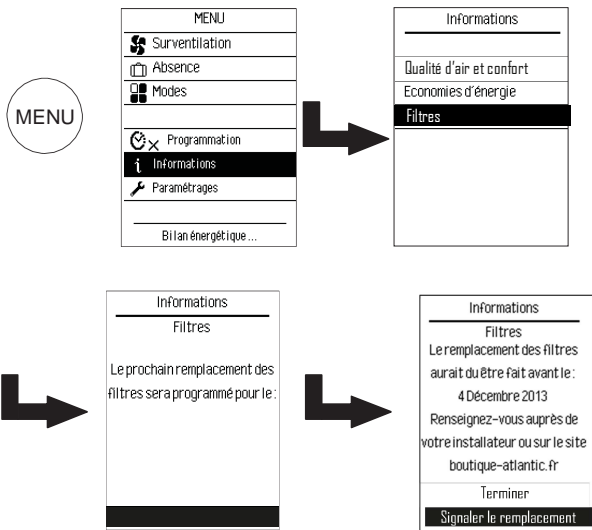 MENU
MENU
Surventilation
Absence
Modes
Programmation
Informations
Paramétrages
Bilan énergétique ...
Informations
Qualité d'air et confort
Economies d'énergie
Filtres
Informations
Filtres
Le prochain remplacement des
filtres sera programmé pour le :
Informations
Filtres
Le remplacement des filtres
aurait du être fait avant le :
4 Décembre 2013
Renseignez-vous auprès de
votre installateur ou sur le site
boutique-atlantic.fr
Terminer
Signaler le remplacement